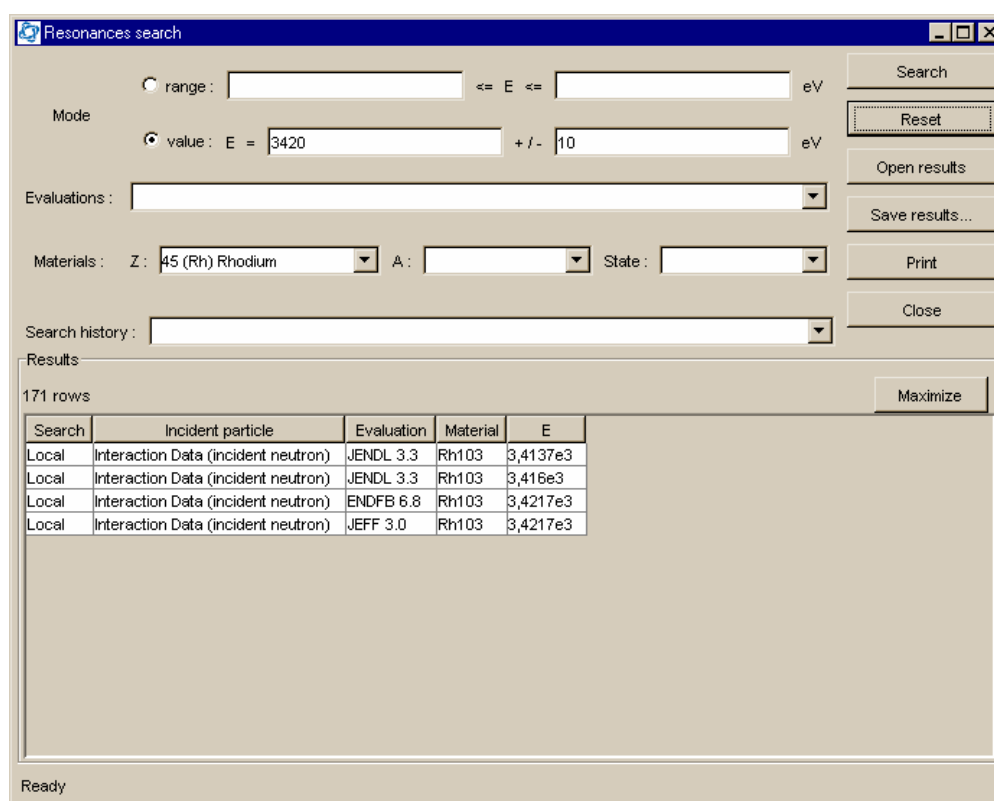 Resonances search
range : <= E <= eV
Mode
value : E = 3420 +/- 10 eV
Evaluations :
Materials : Z : 45 (Rh) Rhodium A : State :
Search history :
Search
Reset
Open results
Save results...
Print
Close
Results
171 rows
Maximize
Search Incident particle Evaluation Material E
Local Interaction Data (incident neutron) JENDL 3.3 Rh103 3,4137e3
Local Interaction Data (incident neutron) JENDL 3.3 Rh103 3,416e3
Local Interaction Data (incident neutron) ENDFB 6.8 Rh103 3,4217e3
Local Interaction Data (incident neutron) JEFF 3.0 Rh103 3,4217e3
Ready